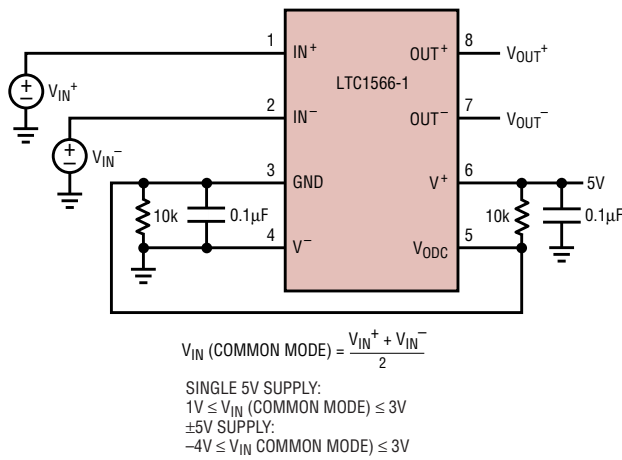 1 IN+ OUT+ 8 VOUT+
LTC1566-1
VIN+
2 IN– OUT– 7 VOUT–
VIN–
3 GND V+ 6 5V
10k 0.1µF 10k 0.1µF
4 V– VODC 5
VIN (COMMON MODE) = VIN+ + VIN– / 2
SINGLE 5V SUPPLY:
1V ≤ VIN (COMMON MODE) ≤ 3V
±5V SUPPLY:
–4V ≤ VIN COMMON MODE) ≤ 3V